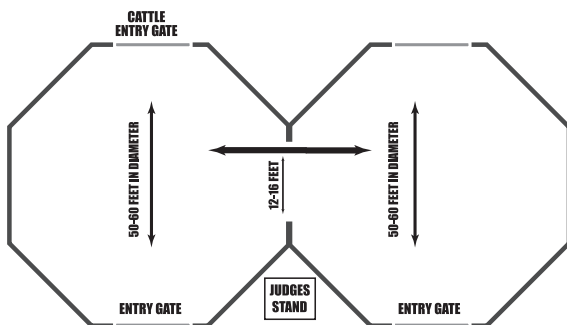 CATTLE
ENTRY GATE
50-60 FEET IN DIAMETER
12-16 FEET
50-60 FEET IN DIAMETER
ENTRY GATE
JUDGES
STAND
ENTRY GATE